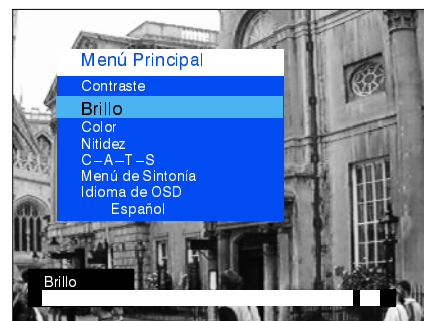 Menú Principal
Contraste
Brillo
Color
Nitidez
C–A–T–S
Menú de Sintonía
Idioma de OSD
Español
Brillo